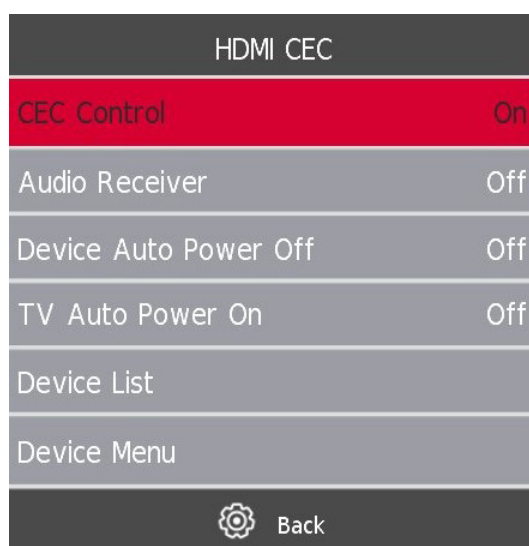 HDMI CEC
CEC Control On
Audio Receiver Off
Device Auto Power Off Off
TV Auto Power On Off
Device List
Device Menu
Back